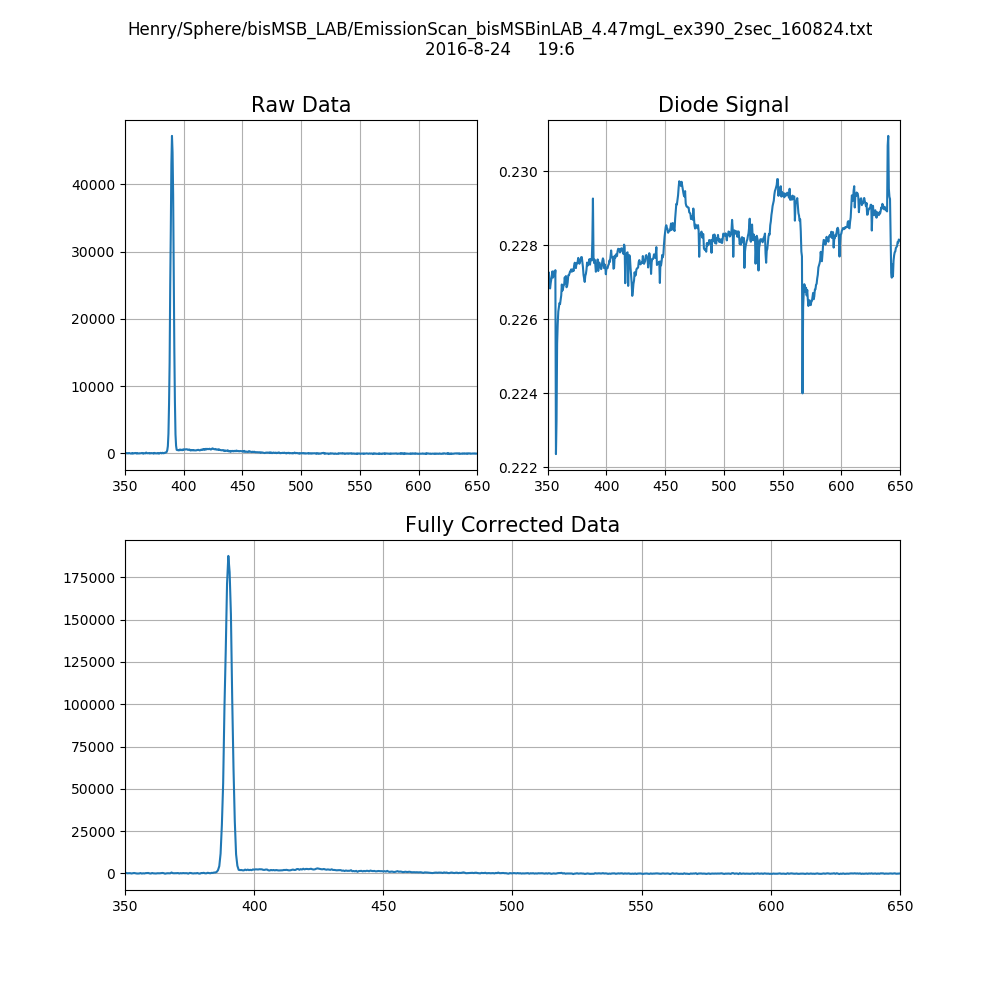 Henry/Sphere/bisMSB_LAB/EmissionScan_bisMSBinLAB_4.47mgL_ex390_2sec_160824.txt
2016-8-24 19:6
Raw Data
40000
30000
20000
10000
0
350 400 450 500 550 600 650
Diode Signal
0.230
0.228
0.226
0.224
0.222
350 400 450 500 550 600 650
Fully Corrected Data
175000
150000
125000
100000
75000
50000
25000
0
350 400 450 500 550 600 650